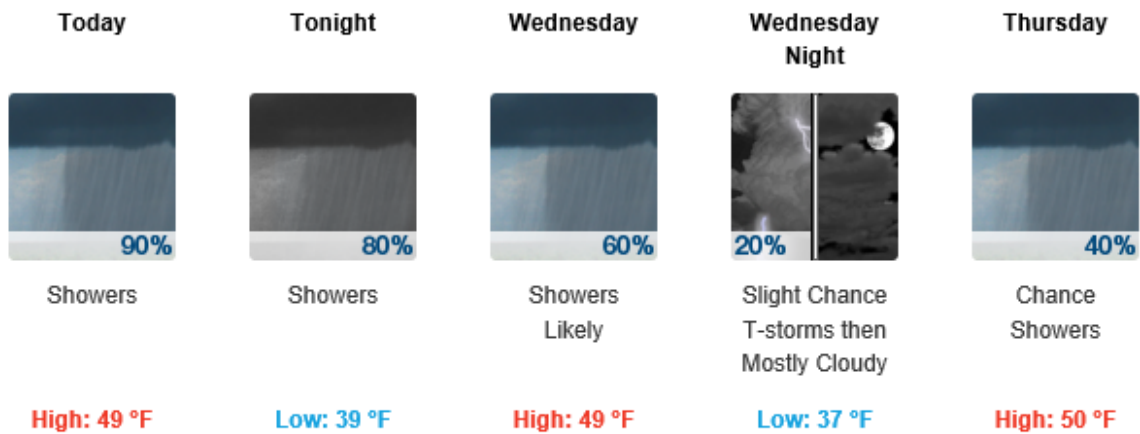 Today
Tonight
Wednesday
Wednesday
Night
Thursday
90%
80%
60%
20%
40%
Showers
Showers
Showers
Likely
Slight Chance
T-storms then
Mostly Cloudy
Chance
Showers
High: 49 °F
Low: 39 °F
High: 49 °F
Low: 37 °F
High: 50 °F